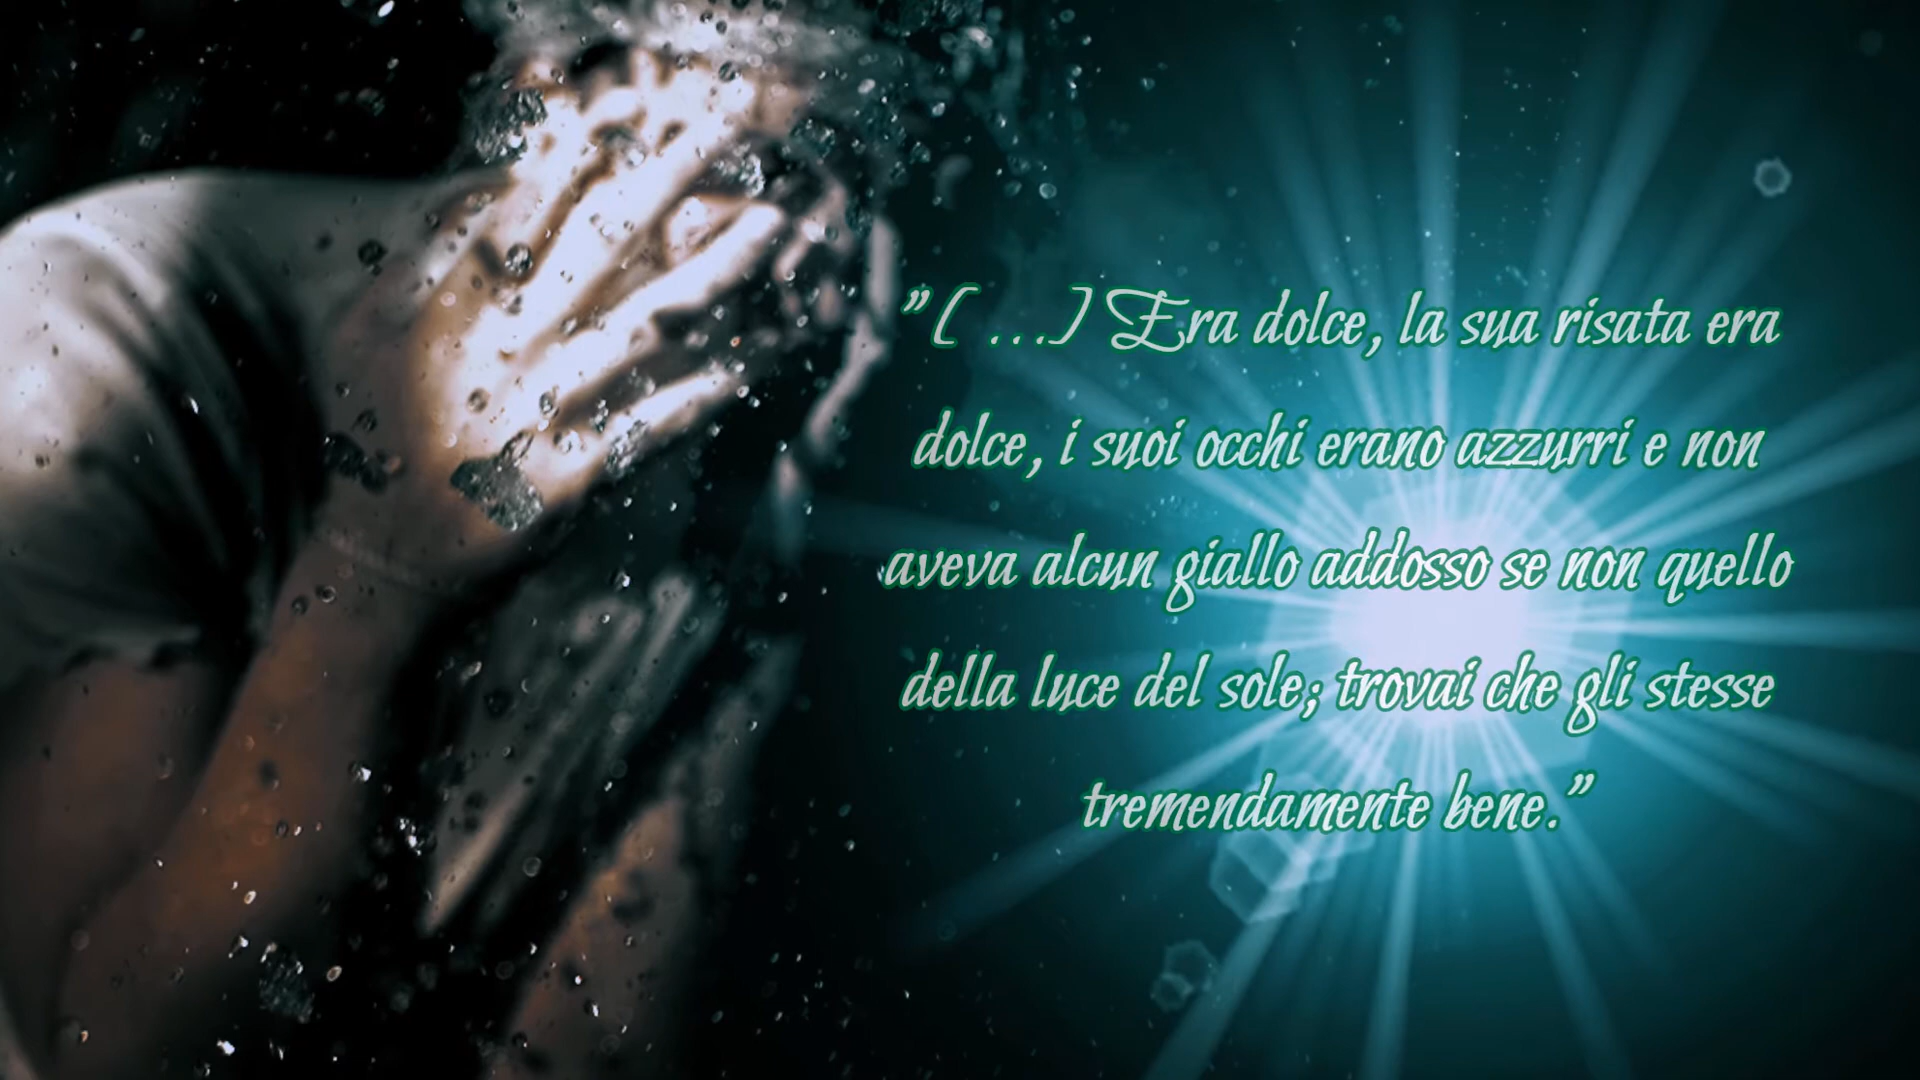 "( ...) Era dolce, la sua risata era
dolce, i suoi occhi erano azzurri e non
aveva alcun giallo addosso se non quello
della luce del sole; trovai che gli stesse
tremendamente bene."